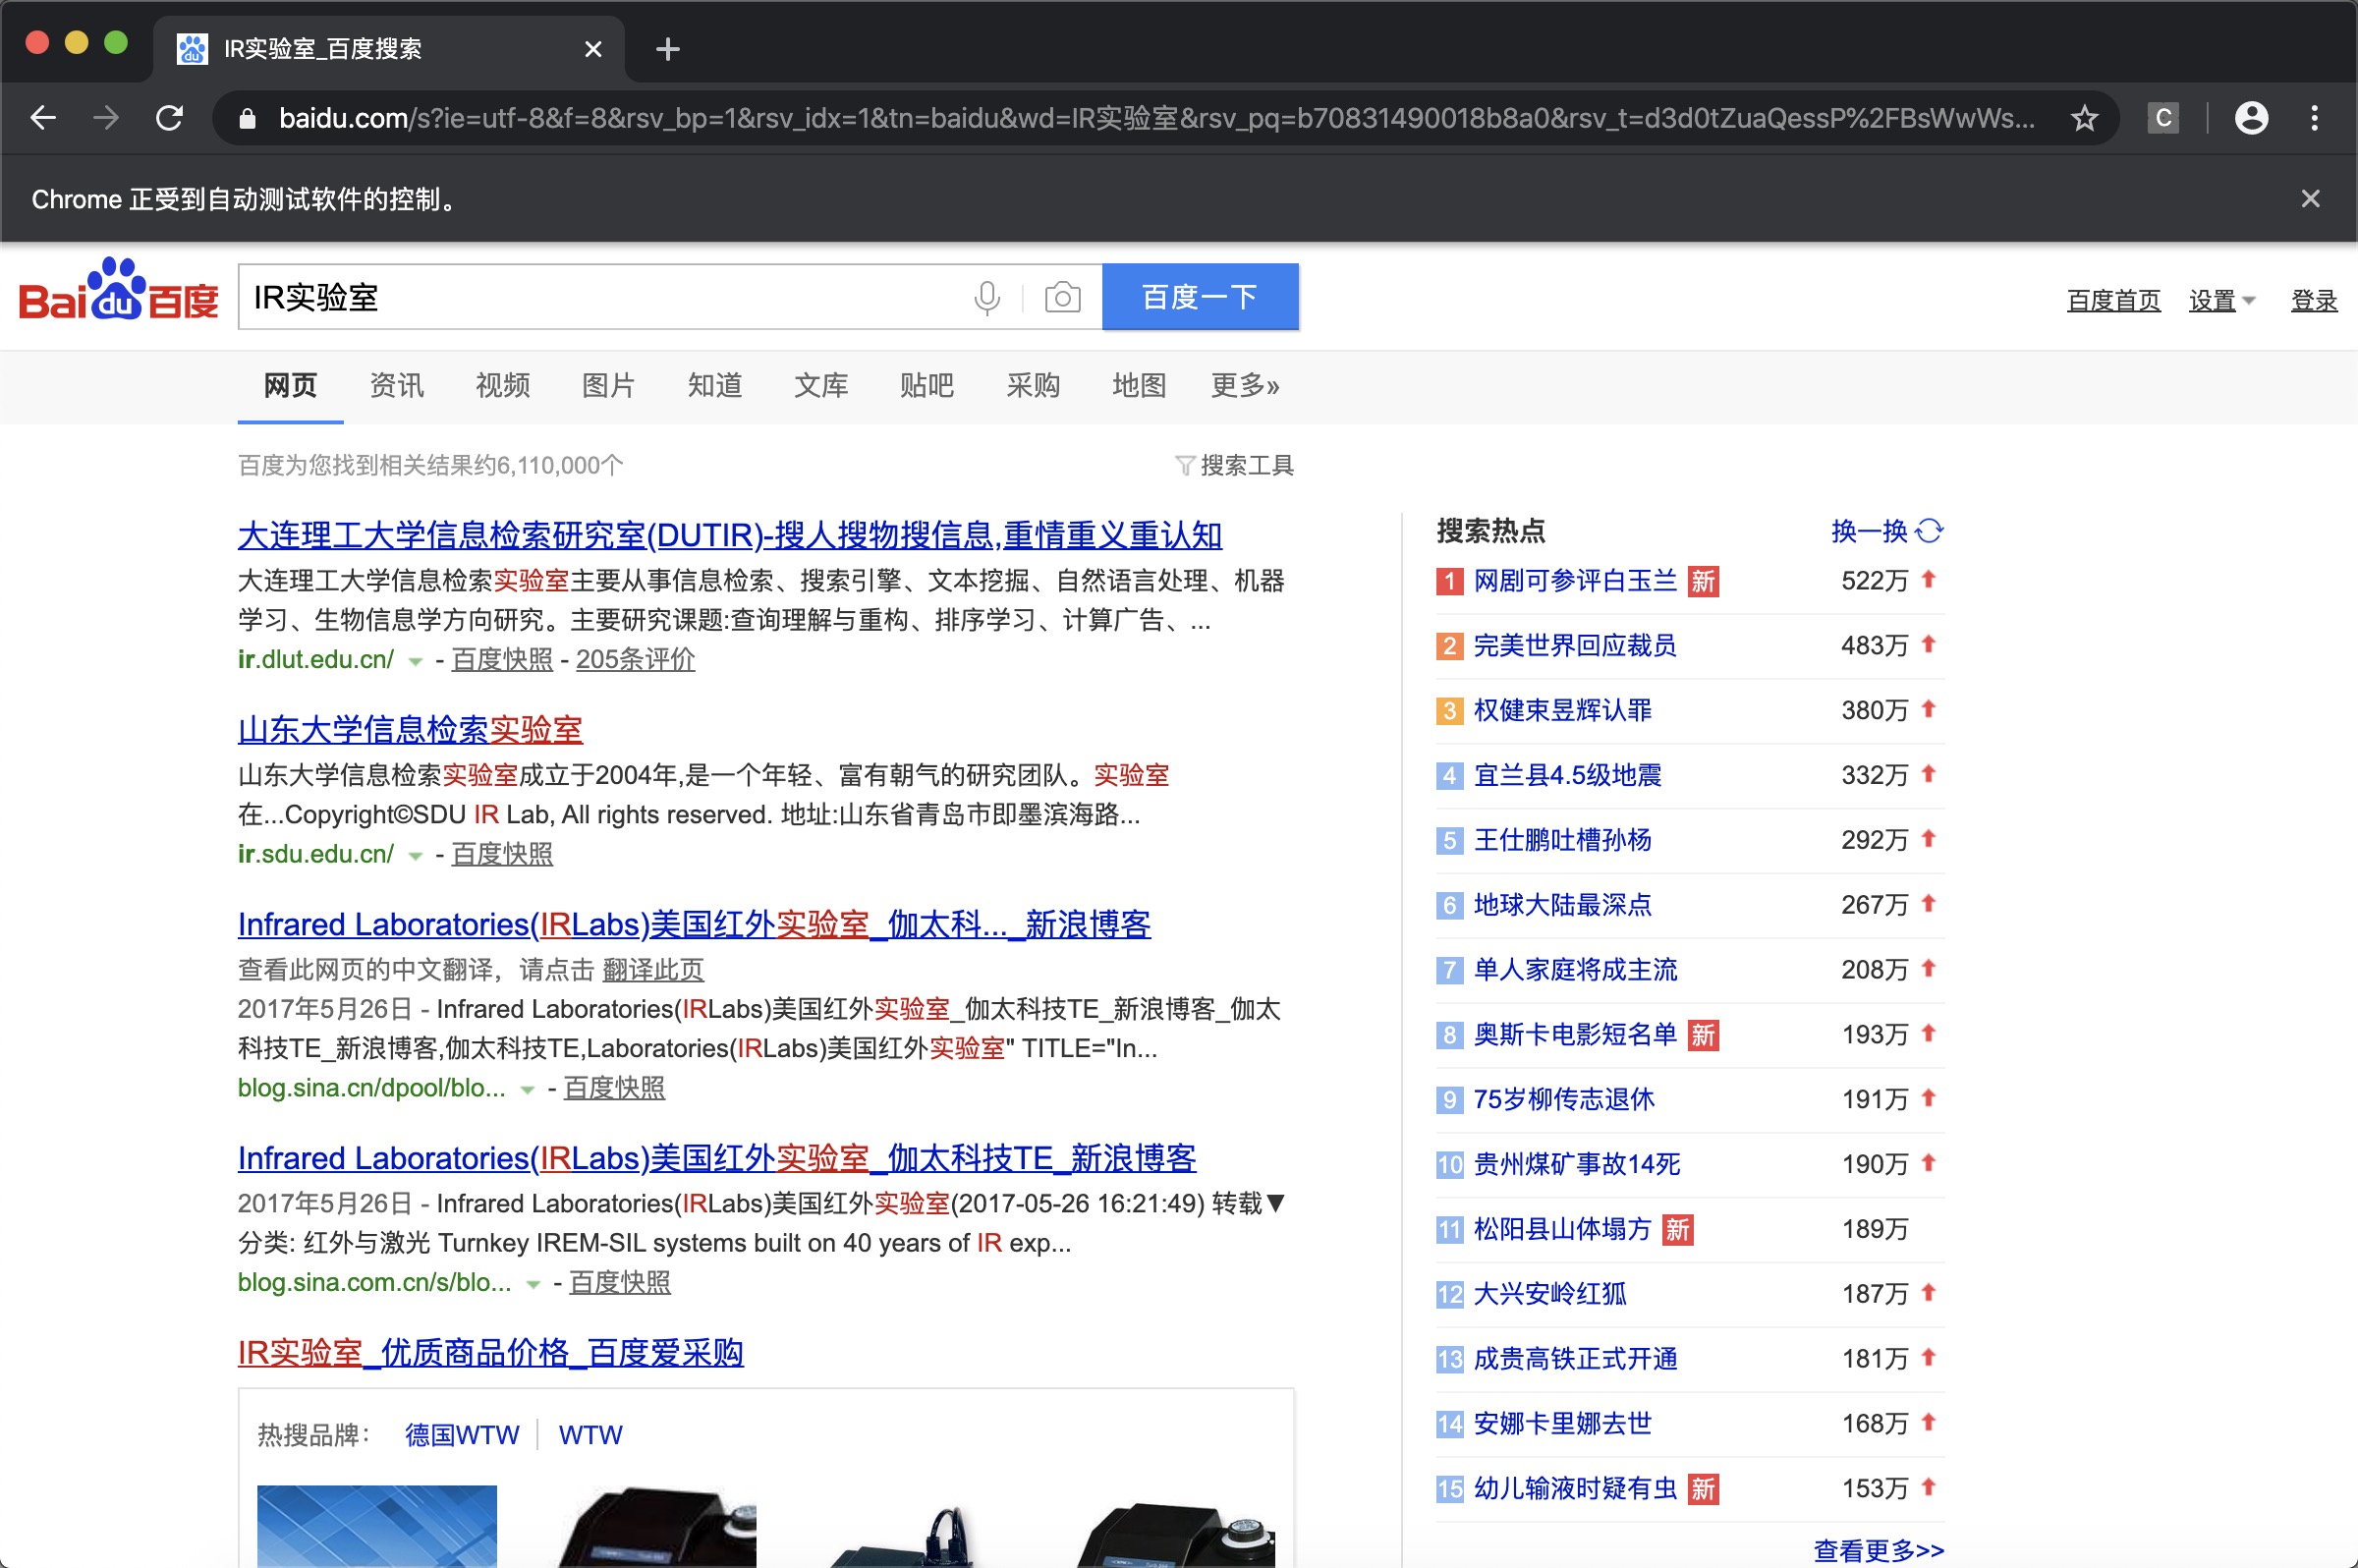 IR实验室_百度搜索
baidu.com/s?ie=utf-8&f=8&rsv_bp=1&rsv_idx=1&tn=baidu&wd=IR实验室&rsv_pq=b70831490018b8a0&rsv_t=d3d0tZuaQessP%2FBsWwWs...
C
Chrome 正受到自动测试软件的控制。
Baidu百度
IR实验室
百度一下
百度首页 设置 登录
网页 资讯 视频 图片 知道 文库 贴吧 采购 地图 更多»
百度为您找到相关结果约6,110,000个
搜索工具
大连理工大学信息检索研究室(DUTIR)-搜人搜物搜信息,重情重义重认知
大连理工大学信息检索实验室主要从事信息检索、搜索引擎、文本挖掘、自然语言处理、机器
学习、生物信息学方向研究。主要研究课题:查询理解与重构、排序学习、计算广告、...
ir.dlut.edu.cn/ - 百度快照 - 205条评价
山东大学信息检索实验室
山东大学信息检索实验室成立于2004年,是一个年轻、富有朝气的研究团队。实验室
在...Copyright©SDU IR Lab, All rights reserved. 地址:山东省青岛市即墨滨海路...
ir.sdu.edu.cn/ - 百度快照
Infrared Laboratories(IRLabs)美国红外实验室_伽太科..._新浪博客
查看此网页的中文翻译，请点击 翻译此页
2017年5月26日 - Infrared Laboratories(IRLabs)美国红外实验室_伽太科技TE_新浪博客_伽太
科技TE_新浪博客,伽太科技TE,Laboratories(IRLabs)美国红外实验室" TITLE="In...
blog.sina.cn/dpool/blo... - 百度快照
Infrared Laboratories(IRLabs)美国红外实验室_伽太科技TE_新浪博客
2017年5月26日 - Infrared Laboratories(IRLabs)美国红外实验室(2017-05-26 16:21:49) 转载▼
分类: 红外与激光 Turnkey IREM-SIL systems built on 40 years of IR exp...
blog.sina.com.cn/s/blo... - 百度快照
IR实验室_优质商品价格_百度爱采购
热搜品牌： 德国WTW WTW
搜索热点 换一换
1 网剧可参评白玉兰 新 522万
2 完美世界回应裁员 483万
3 权健束昱辉认罪 380万
4 宜兰县4.5级地震 332万
5 王仕鹏吐槽孙杨 292万
6 地球大陆最深点 267万
7 单人家庭将成主流 208万
8 奥斯卡电影短名单 新 193万
9 75岁柳传志退休 191万
10 贵州煤矿事故14死 190万
11 松阳县山体塌方 新 189万
12 大兴安岭红狐 187万
13 成贵高铁正式开通 181万
14 安娜卡里娜去世 168万
15 幼儿输液时疑有虫 新 153万
查看更多>>